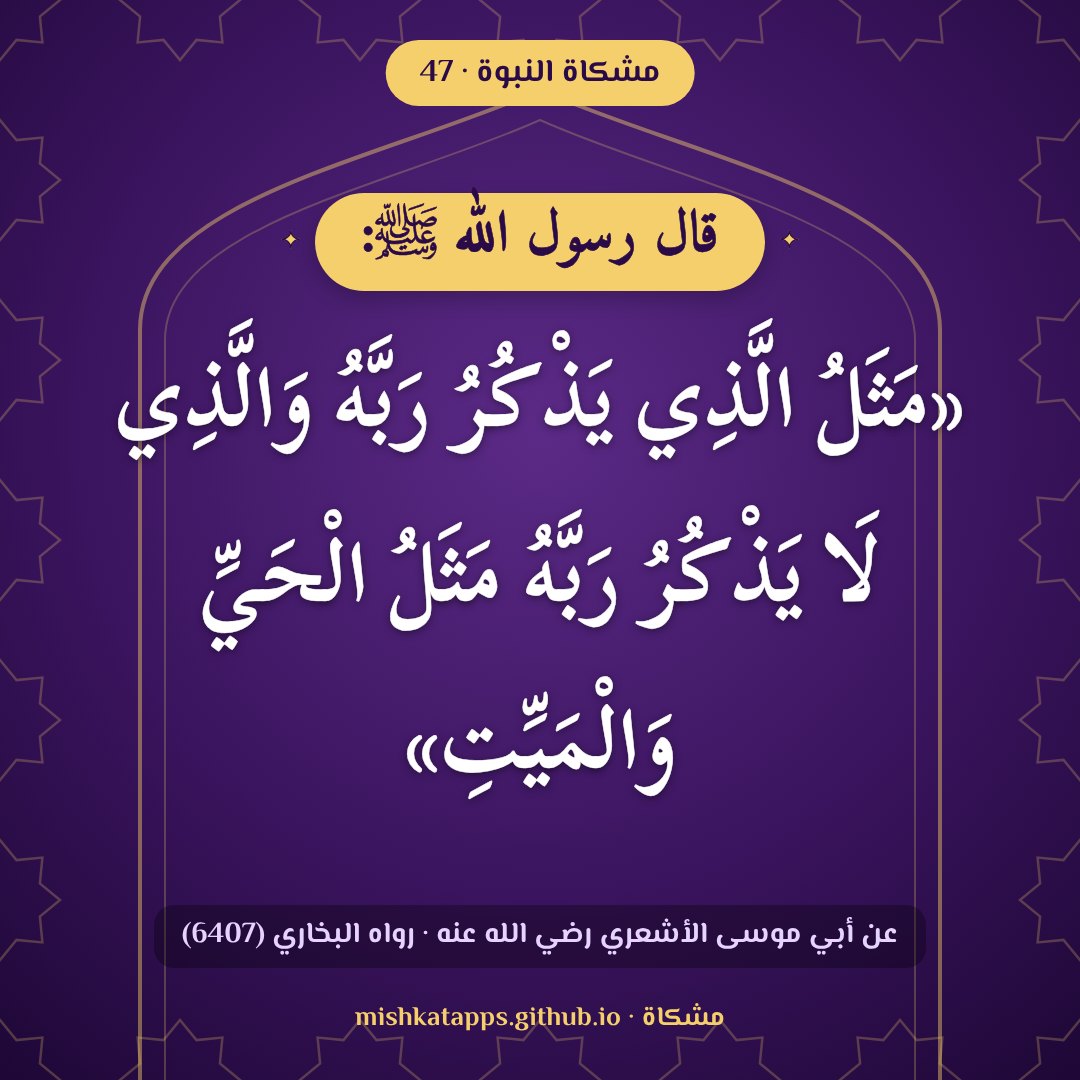 مشكاة النبوة · 47
قال رسول الله ﷺ:
«مَثَلُ الَّذِي يَذْكُرُ رَبَّهُ وَالَّذِي
لَا يَذْكُرُ رَبَّهُ مَثَلُ الْحَيِّ
وَالْمَيِّتِ»
عن أبي موسى الأشعري رضي الله عنه · رواه البخاري (6407)
مشكاة · mishkatapps.github.io